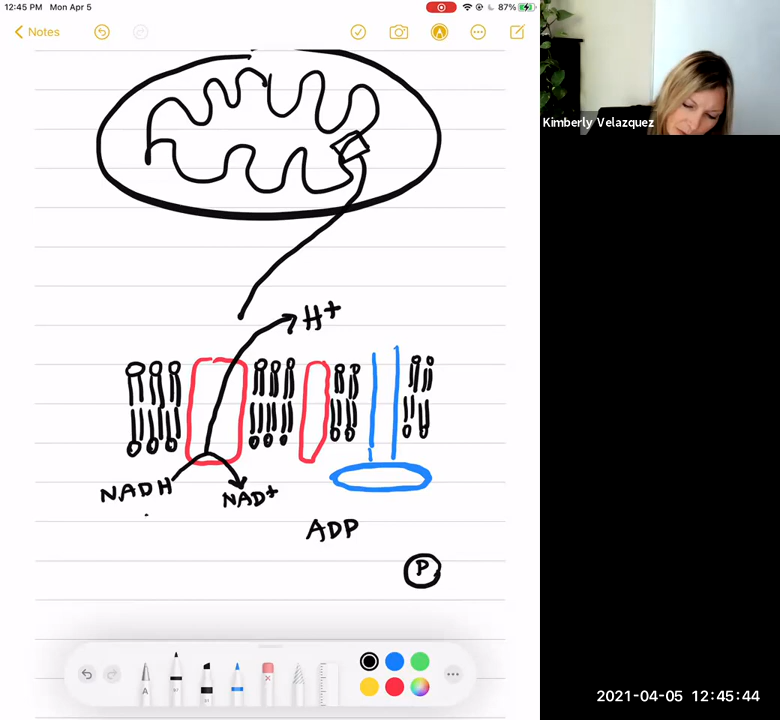 12:45 PM Mon Apr 5
87%
Notes
Kimberly Velazquez
H+
NADH
NAD+
ADP
P
A
2021-04-05 12:45:44